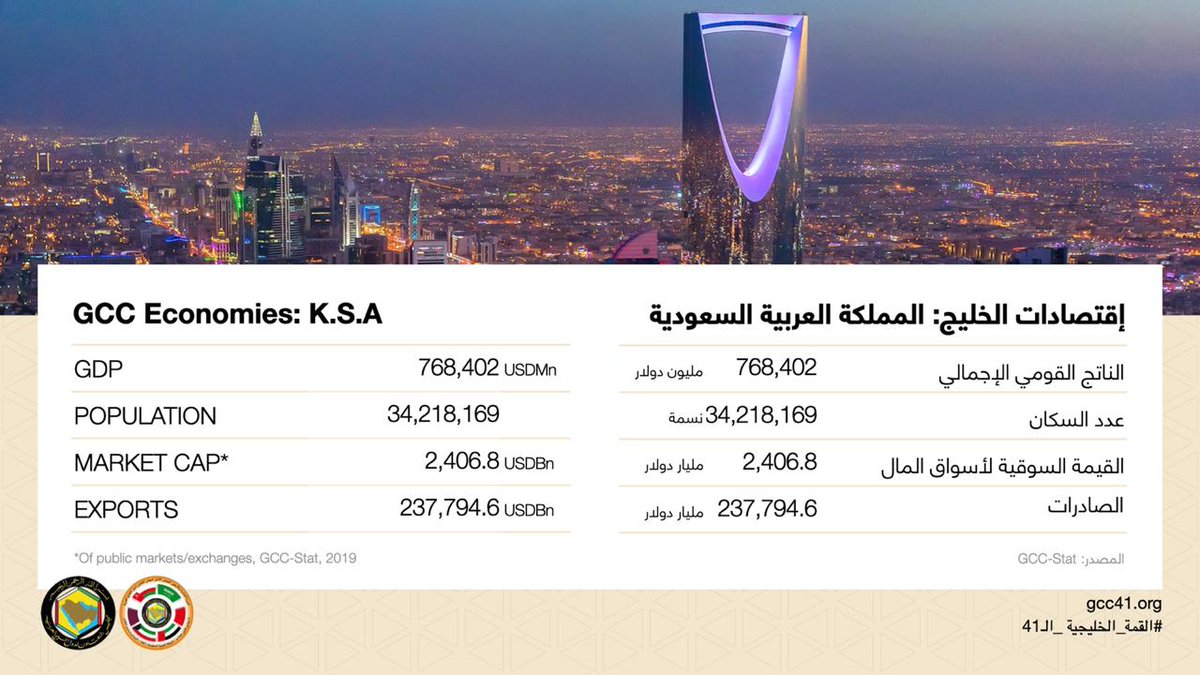 GCC Economies: K.S.A
GDP 768,402 USDMn
POPULATION 34,218,169
MARKET CAP* 2,406.8 USDBn
EXPORTS 237,794.6 USDBn
*Of public markets/exchanges, GCC-Stat, 2019
إقتصادات الخليج: المملكة العربية السعودية
الناتج القومي الإجمالي 768,402 مليون دولار
عدد السكان 34,218,169 نسمة
القيمة السوقية لأسواق المال 2,406.8 مليار دولار
الصادرات 237,794.6 مليار دولار
المصدر: GCC-Stat
gcc41.org
#القمة_الخليجية _الـ41